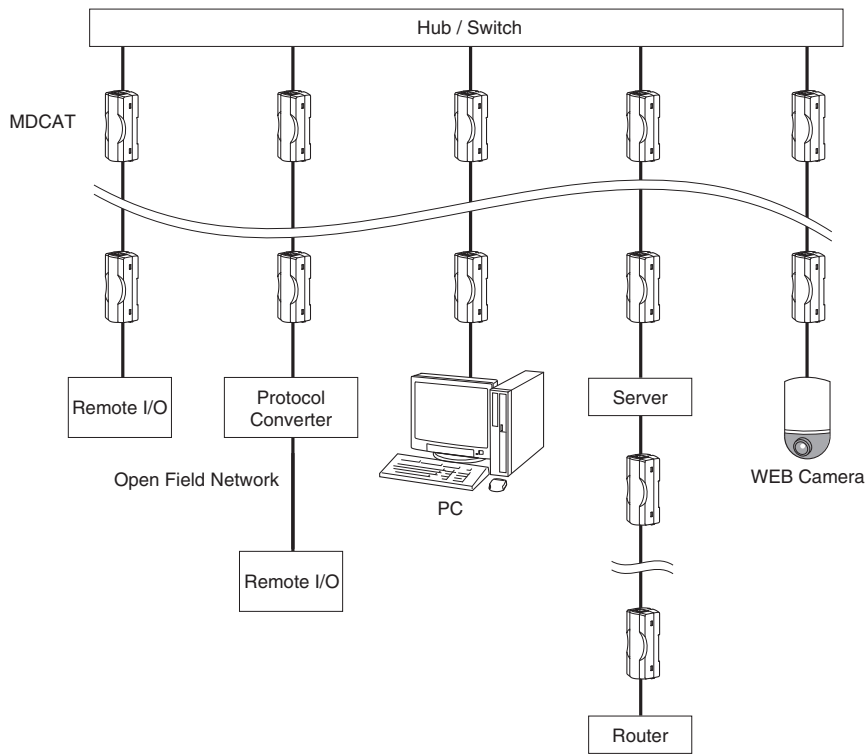 Hub / Switch
MDCAT
Remote I/O
Protocol
Converter
Server
WEB Camera
Open Field Network
PC
Remote I/O
Router